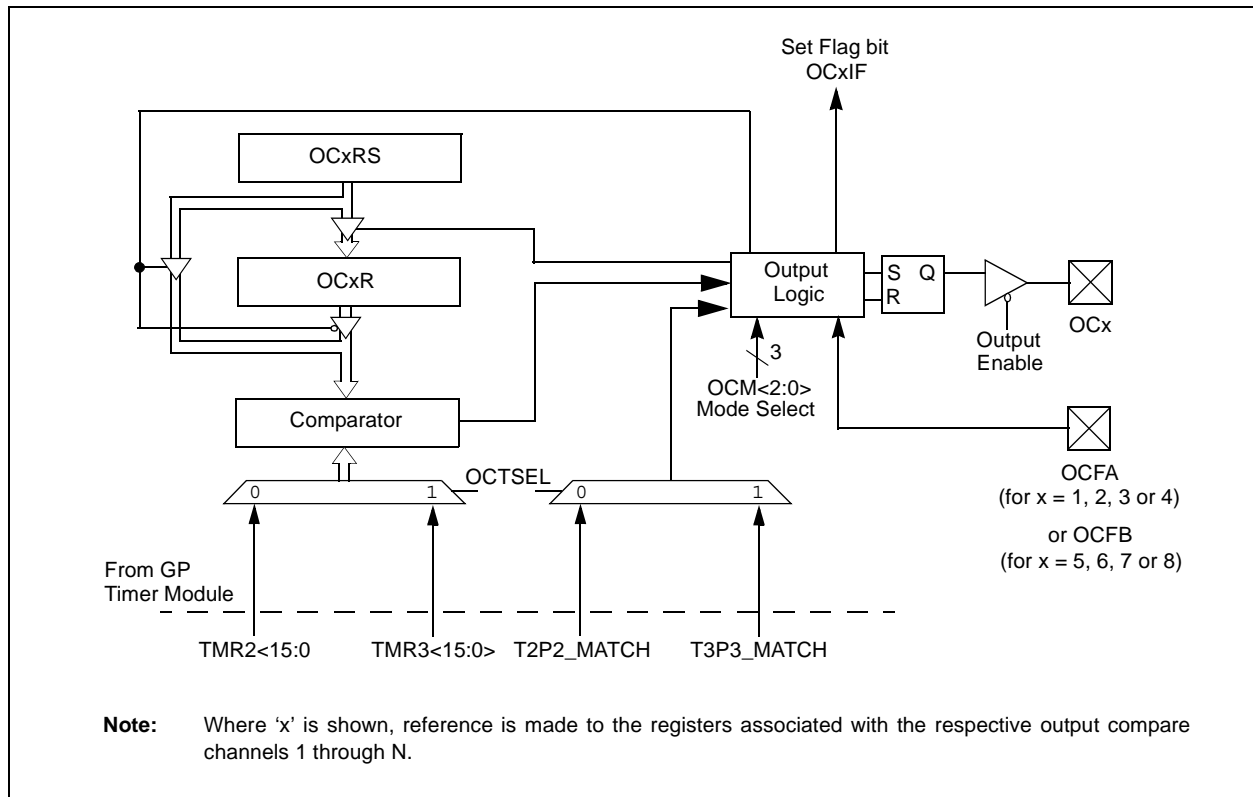 Set Flag bit
OCxIF
OCxRS
OCxR
Output
Logic
S Q
R
OCx
Output
Enable
3
OCM<2:0>
Mode Select
Comparator
OCTSEL
0 1
0 1
OCFA
(for x = 1, 2, 3 or 4)
or OCFB
(for x = 5, 6, 7 or 8)
From GP
Timer Module
TMR2<15:0 TMR3<15:0> T2P2_MATCH T3P3_MATCH
Note: Where ‘x’ is shown, reference is made to the registers associated with the respective output compare
channels 1 through N.